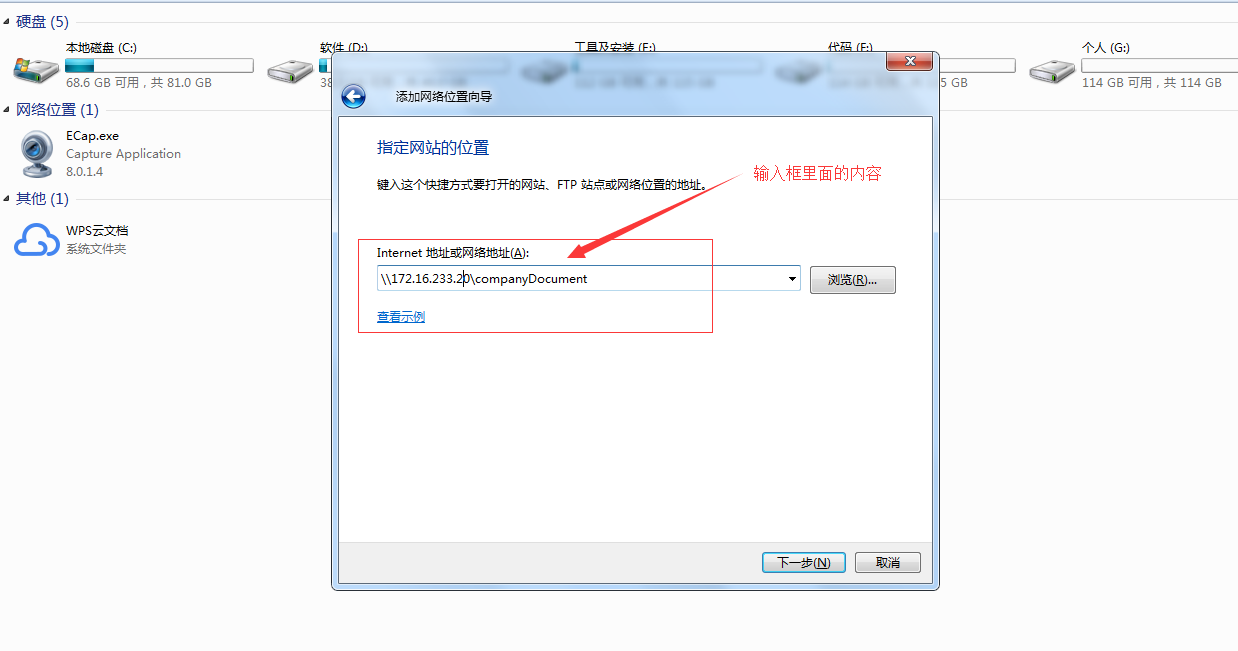 硬盘 (5)
本地磁盘 (C:)
68.6 GB 可用，共 81.0 GB
软件 (D:)
工具及安装 (E:)
代码 (F:)
5 GB
个人 (G:)
114 GB 可用，共 114 GB
网络位置 (1)
ECap.exe
Capture Application
8.0.1.4
其他 (1)
WPS云文档
系统文件夹
添加网络位置向导
指定网站的位置
键入这个快捷方式要打开的网站、FTP 站点或网络位置的地址。
输入框里面的内容
Internet 地址或网络地址(A):
\\172.16.233.20\companyDocument
浏览(R)...
查看示例
下一步(N)
取消